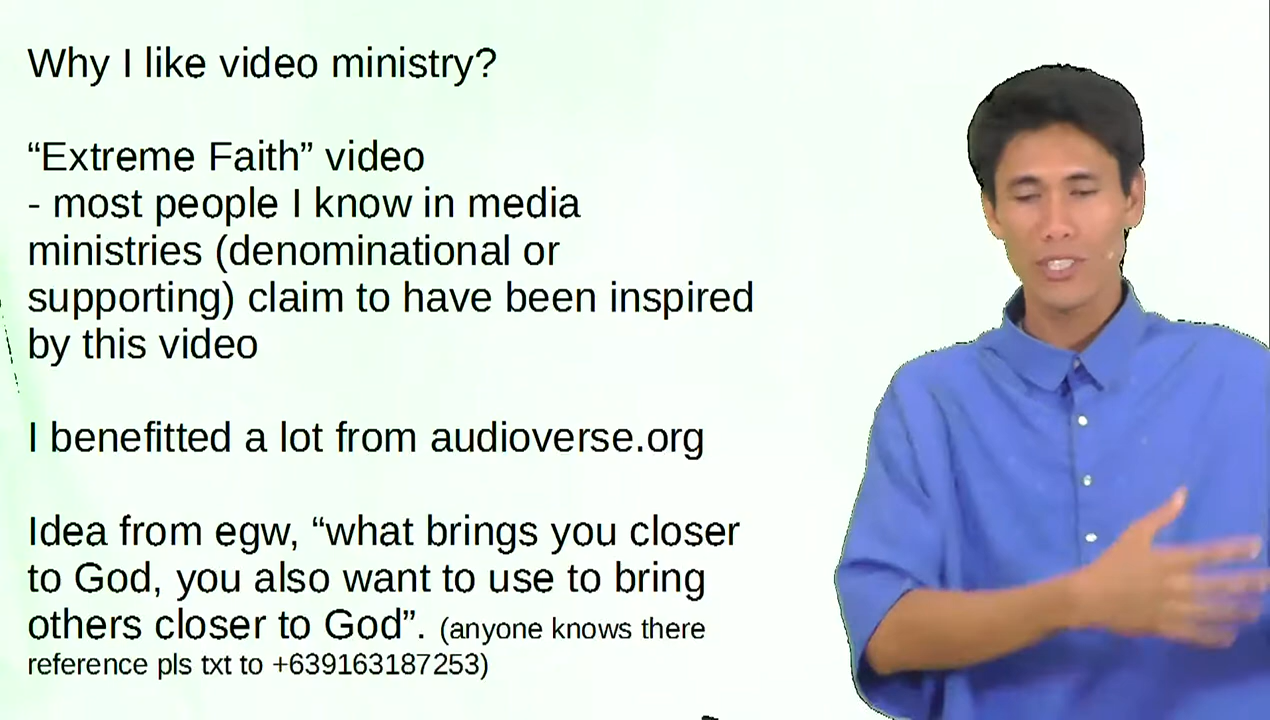 Why I like video ministry?
“Extreme Faith” video
- most people I know in media
ministries (denominational or
supporting) claim to have been inspired
by this video
I benefitted a lot from audioverse.org
Idea from egw, “what brings you closer
to God, you also want to use to bring
others closer to God”. (anyone knows there
reference pls txt to +639163187253)